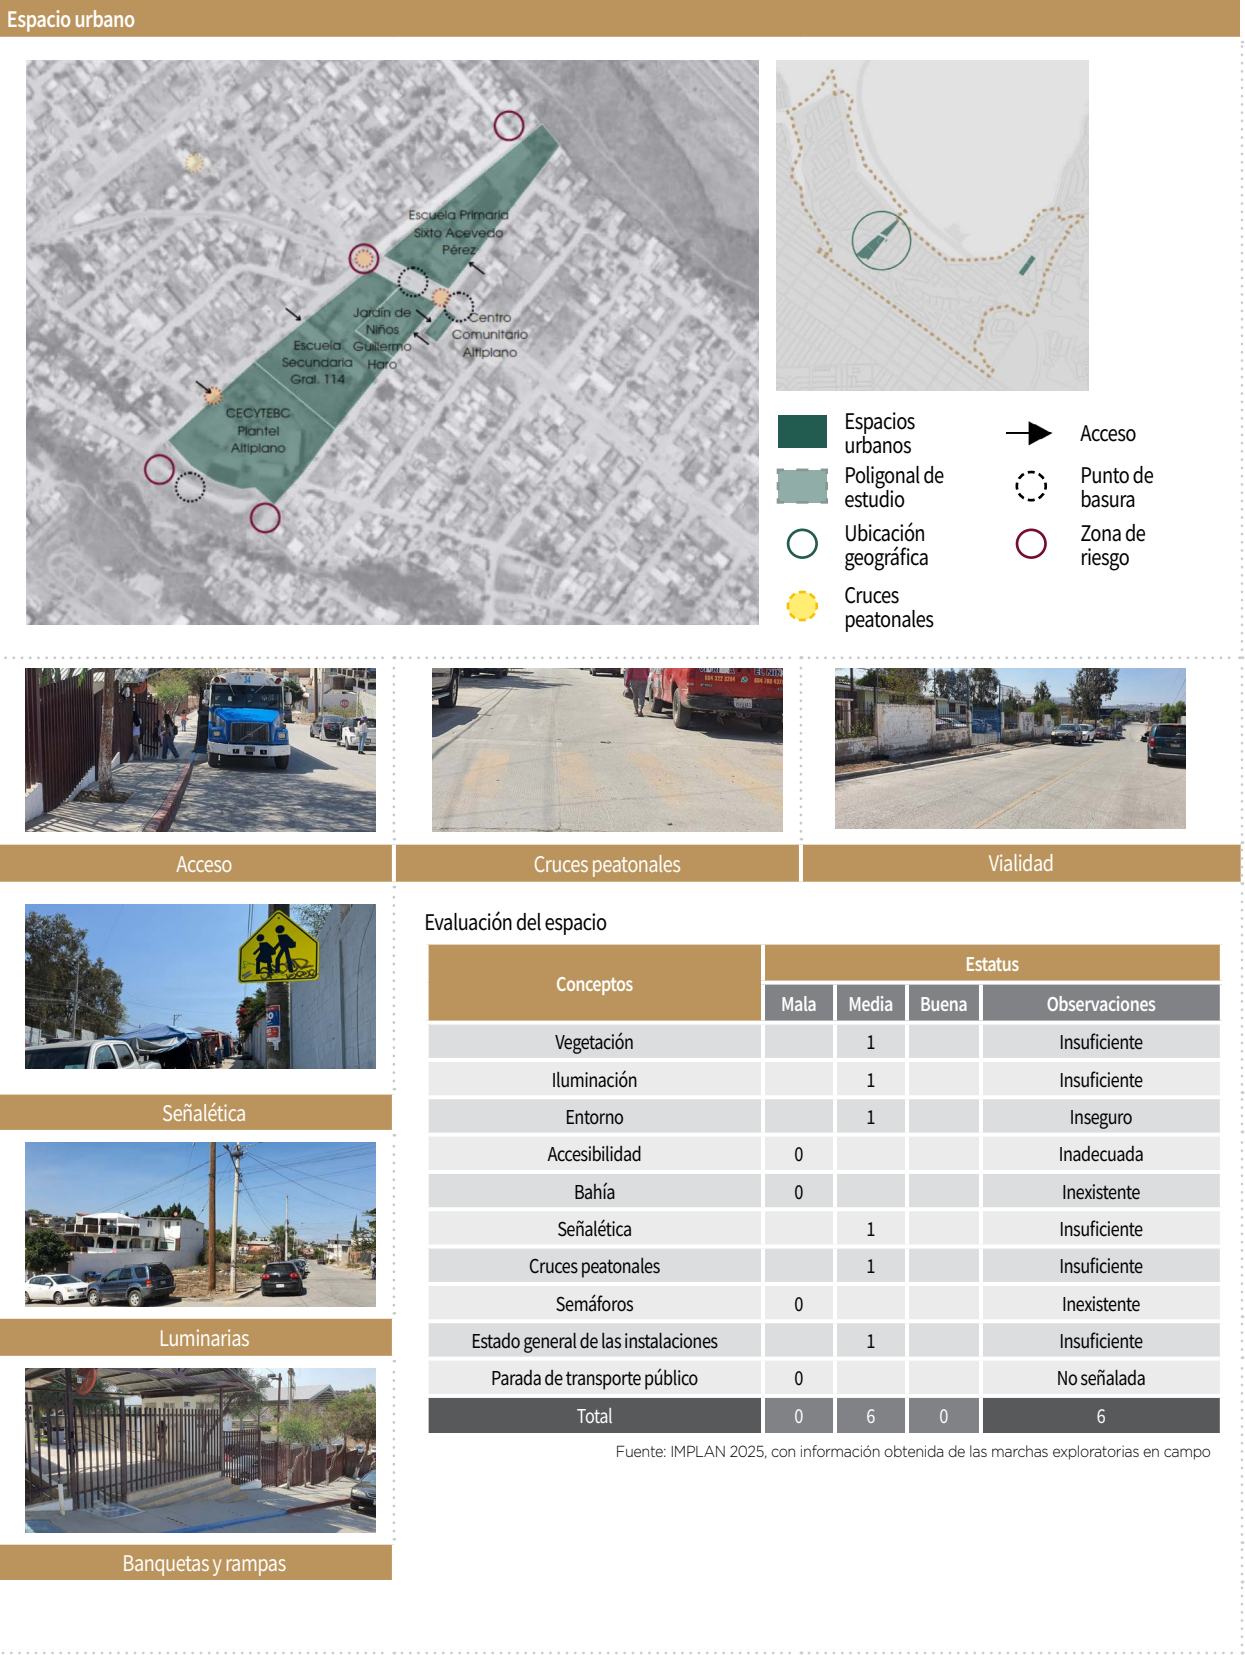 Espacio urbano
Escuela Primaria
Sixto Acevedo
Pérez
Jardín de
Niños
Guillermo
Haro
Centro
Comunitario
Altiplano
Escuela
Secundaria
Gral. 114
CECYTEBC
Plantel
Altiplano
Espacios
urbanos
Acceso
Poligonal de
estudio
Punto de
basura
Ubicación
geográfica
Zona de
riesgo
Cruces
peatonales
34
Acceso
Cruces peatonales
Vialidad
Señalética
Luminarias
Banquetas y rampas
Evaluación del espacio
Conceptos Estatus
Mala Media Buena Observaciones
Vegetación 1 Insuficiente
Iluminación 1 Insuficiente
Entorno 1 Inseguro
Accesibilidad 0 Inadecuada
Bahía 0 Inexistente
Señalética 1 Insuficiente
Cruces peatonales 1 Insuficiente
Semáforos 0 Inexistente
Estado general de las instalaciones 1 Insuficiente
Parada de transporte público 0 No señalada
Total 0 6 0 6
Fuente: IMPLAN 2025, con información obtenida de las marchas exploratorias en campo